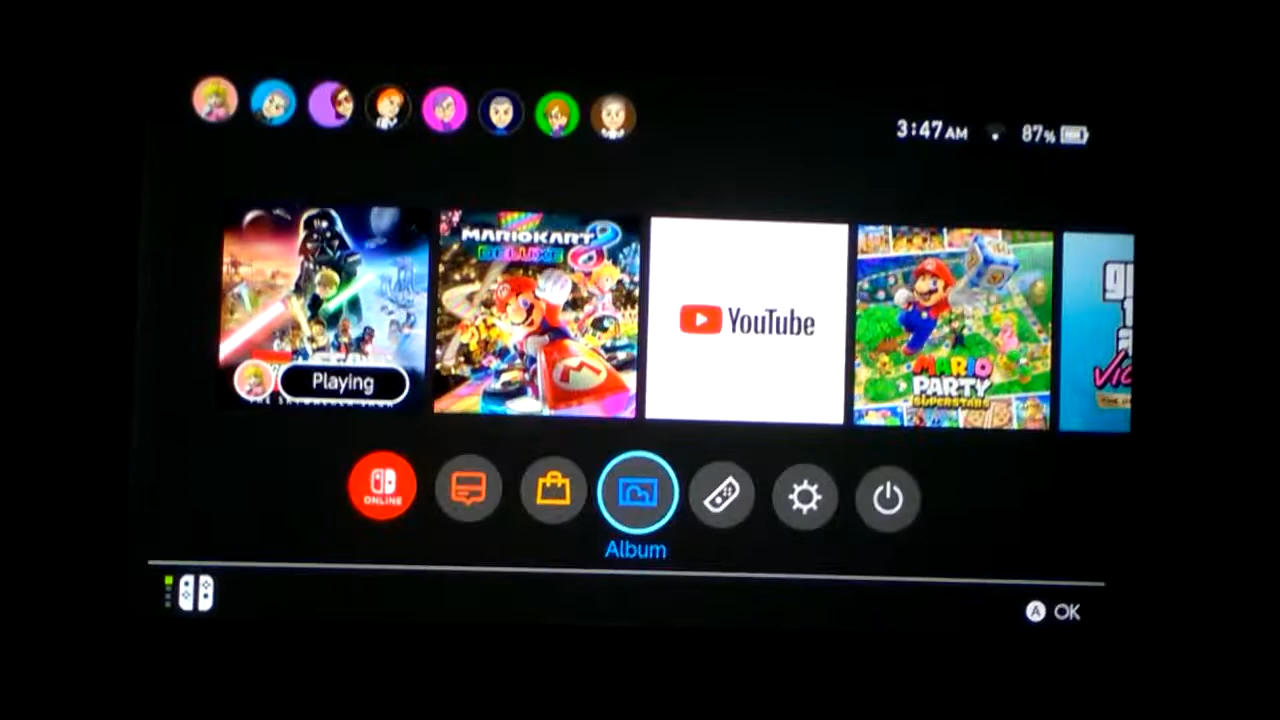 3:47 AM 87%
MARIOKART 8
DELUXE
YouTube
MARIO
PARTY
SUPERSTARS
Playing
ONLINE
Album
A OK